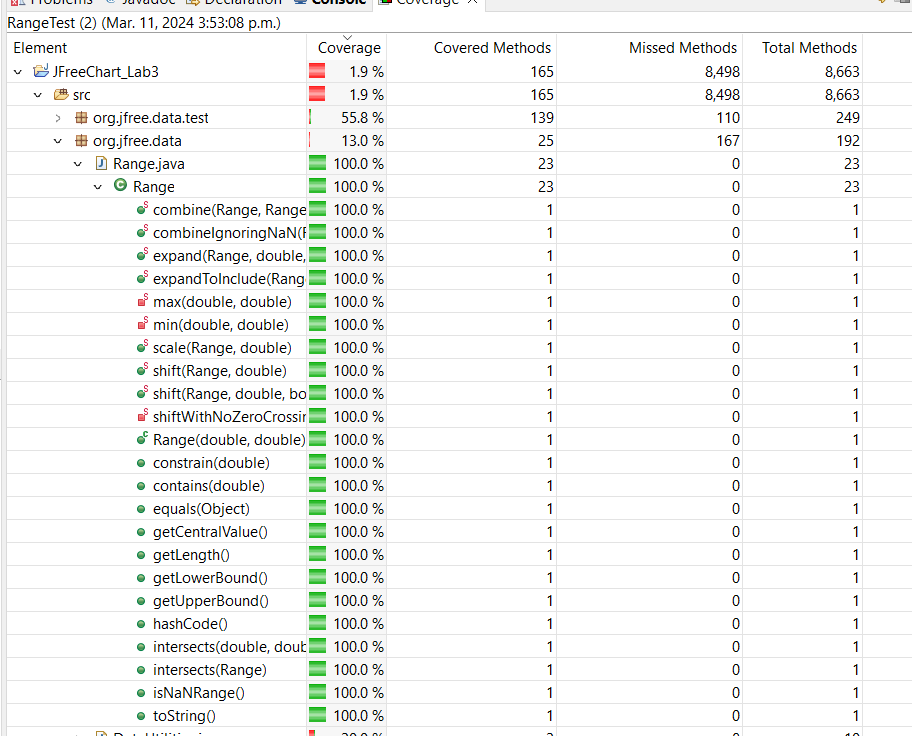 Problems Javadoc Declaration Console Coverage
RangeTest (2) (Mar. 11, 2024 3:53:08 p.m.)
Element Coverage Covered Methods Missed Methods Total Methods
JFreeChart_Lab3 1.9 % 165 8,498 8,663
src 1.9 % 165 8,498 8,663
org.jfree.data.test 55.8 % 139 110 249
org.jfree.data 13.0 % 25 167 192
Range.java 100.0 % 23 0 23
Range 100.0 % 23 0 23
combine(Range, Range 100.0 % 1 0 1
combineIgnoringNaN(R 100.0 % 1 0 1
expand(Range, double, 100.0 % 1 0 1
expandToInclude(Rang 100.0 % 1 0 1
max(double, double) 100.0 % 1 0 1
min(double, double) 100.0 % 1 0 1
scale(Range, double) 100.0 % 1 0 1
shift(Range, double) 100.0 % 1 0 1
shift(Range, double, bo 100.0 % 1 0 1
shiftWithNoZeroCrossin 100.0 % 1 0 1
Range(double, double) 100.0 % 1 0 1
constrain(double) 100.0 % 1 0 1
contains(double) 100.0 % 1 0 1
equals(Object) 100.0 % 1 0 1
getCentralValue() 100.0 % 1 0 1
getLength() 100.0 % 1 0 1
getLowerBound() 100.0 % 1 0 1
getUpperBound() 100.0 % 1 0 1
hashCode() 100.0 % 1 0 1
intersects(double, doub 100.0 % 1 0 1
intersects(Range) 100.0 % 1 0 1
isNaNRange() 100.0 % 1 0 1
toString() 100.0 % 1 0 1